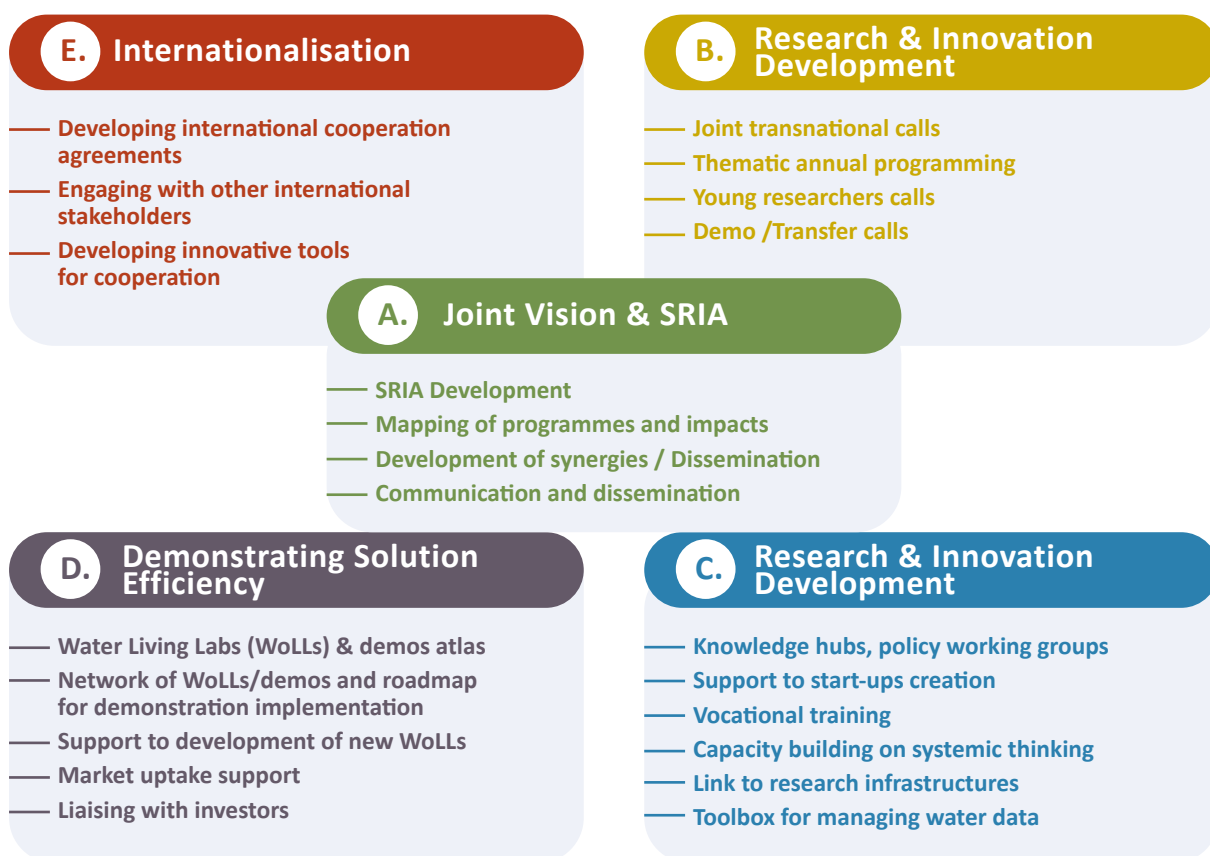 E. Internationalisation
Developing international cooperation
agreements
Engaging with other international
stakeholders
Developing innovative tools
for cooperation
B. Research & Innovation
Development
Joint transnational calls
Thematic annual programming
Young researchers calls
Demo /Transfer calls
A. Joint Vision & SRIA
SRIA Development
Mapping of programmes and impacts
Development of synergies / Dissemination
Communication and dissemination
D. Demonstrating Solution
Efficiency
Water Living Labs (WoLLs) & demos atlas
Network of WoLLs/demos and roadmap
for demonstration implementation
Support to development of new WoLLs
Market uptake support
Liaising with investors
C. Research & Innovation
Development
Knowledge hubs, policy working groups
Support to start-ups creation
Vocational training
Capacity building on systemic thinking
Link to research infrastructures
Toolbox for managing water data